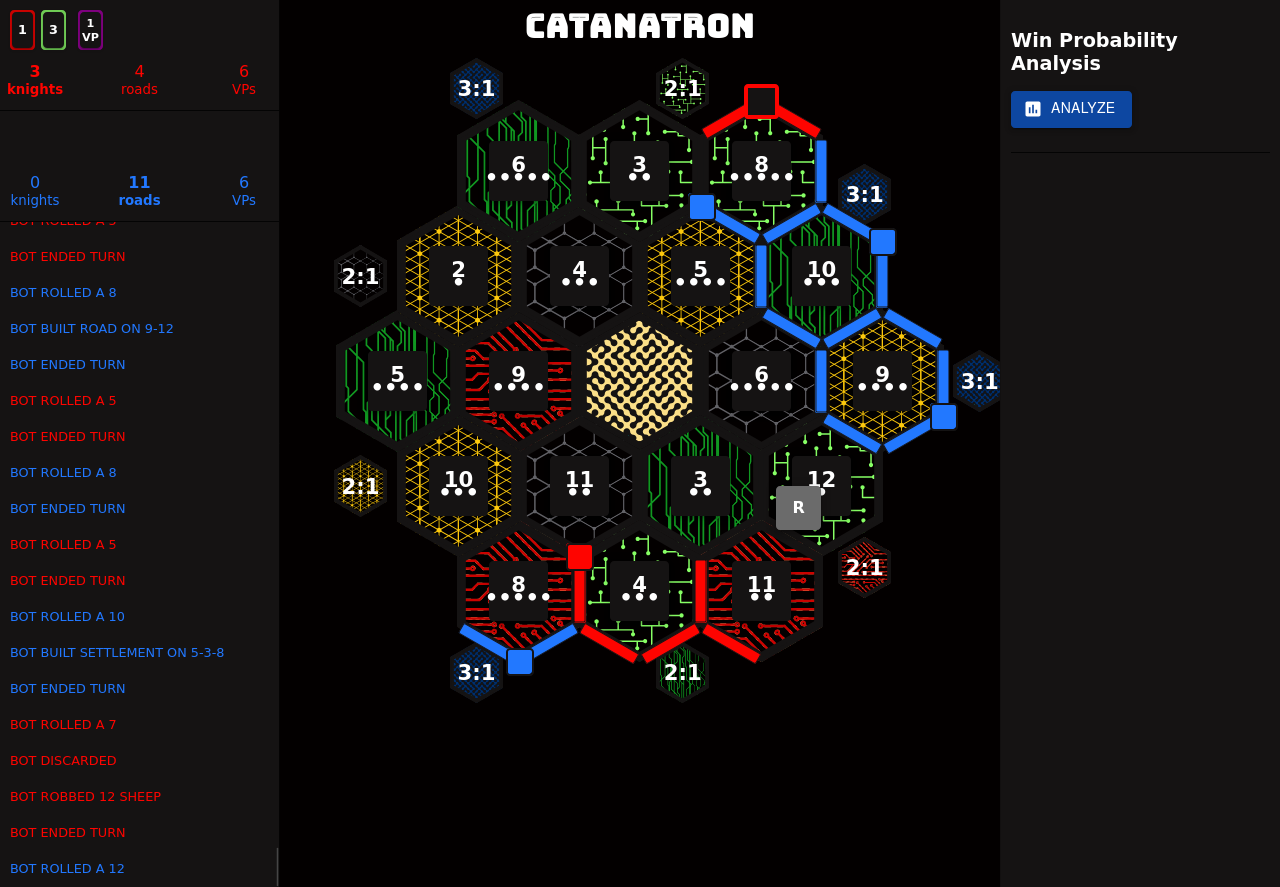 1 3 1 VP
3 4 6
knights roads VPs
0 11 6
knights roads VPs
BOT ENDED TURN
BOT ROLLED A 8
BOT BUILT ROAD ON 9-12
BOT ENDED TURN
BOT ROLLED A 5
BOT ENDED TURN
BOT ROLLED A 8
BOT ENDED TURN
BOT ROLLED A 5
BOT ENDED TURN
BOT ROLLED A 10
BOT BUILT SETTLEMENT ON 5-3-8
BOT ENDED TURN
BOT ROLLED A 7
BOT DISCARDED
BOT ROBBED 12 SHEEP
BOT ENDED TURN
BOT ROLLED A 12
CATANATRON
3:1 2:1
6 3 8
3:1
2:1 2 4 5 10
5 9 6 9 3:1
2:1 10 11 3 12
R
8 4 11 2:1
3:1 2:1
Win Probability
Analysis
ANALYZE